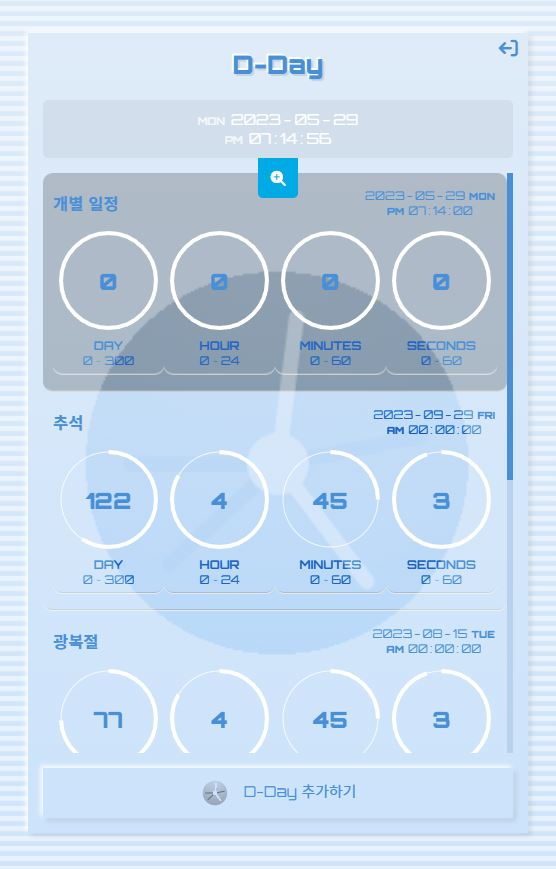 D-Day
MON 2023-05-29
PM 07:14:56
개별 일정
2023-05-29 MON
PM 07:14:00
0 0 0 0
DAY HOUR MINUTES SECONDS
0 - 300 0 - 24 0 - 60 0 - 60
추석
2023-09-29 FRI
AM 00:00:00
122 4 45 3
DAY HOUR MINUTES SECONDS
0 - 300 0 - 24 0 - 60 0 - 60
광복절
2023-08-15 TUE
AM 00:00:00
77 4 45 3
D-Day 추가하기